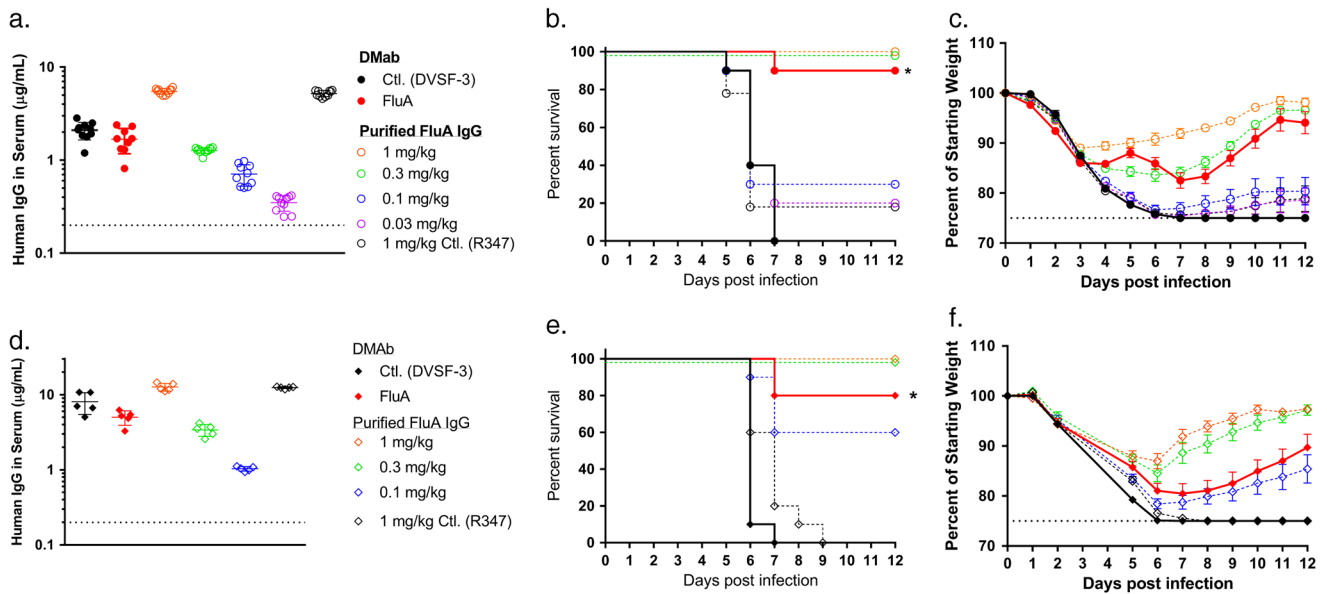 a.
Human IgG in Serum (µg/mL)
10
1
0.1
DMab
Ctl. (DVSF-3)
FluA
Purified FluA IgG
1 mg/kg
0.3 mg/kg
0.1 mg/kg
0.03 mg/kg
1 mg/kg Ctl. (R347)
b.
Percent survival
100
80
60
40
20
0
0 1 2 3 4 5 6 7 8 9 10 11 12
Days post infection
*
c.
Percent of Starting Weight
110
100
90
80
70
0 1 2 3 4 5 6 7 8 9 10 11 12
Days post infection
d.
Human IgG in Serum (µg/mL)
10
1
0.1
DMAb
Ctl. (DVSF-3)
FluA
Purified FluA IgG
1 mg/kg
0.3 mg/kg
0.1 mg/kg
1 mg/kg Ctl. (R347)
e.
Percent survival
100
80
60
40
20
0
0 1 2 3 4 5 6 7 8 9 10 11 12
Days post infection
*
f.
Percent of Starting Weight
110
100
90
80
70
0 1 2 3 4 5 6 7 8 9 10 11 12
Days post infection